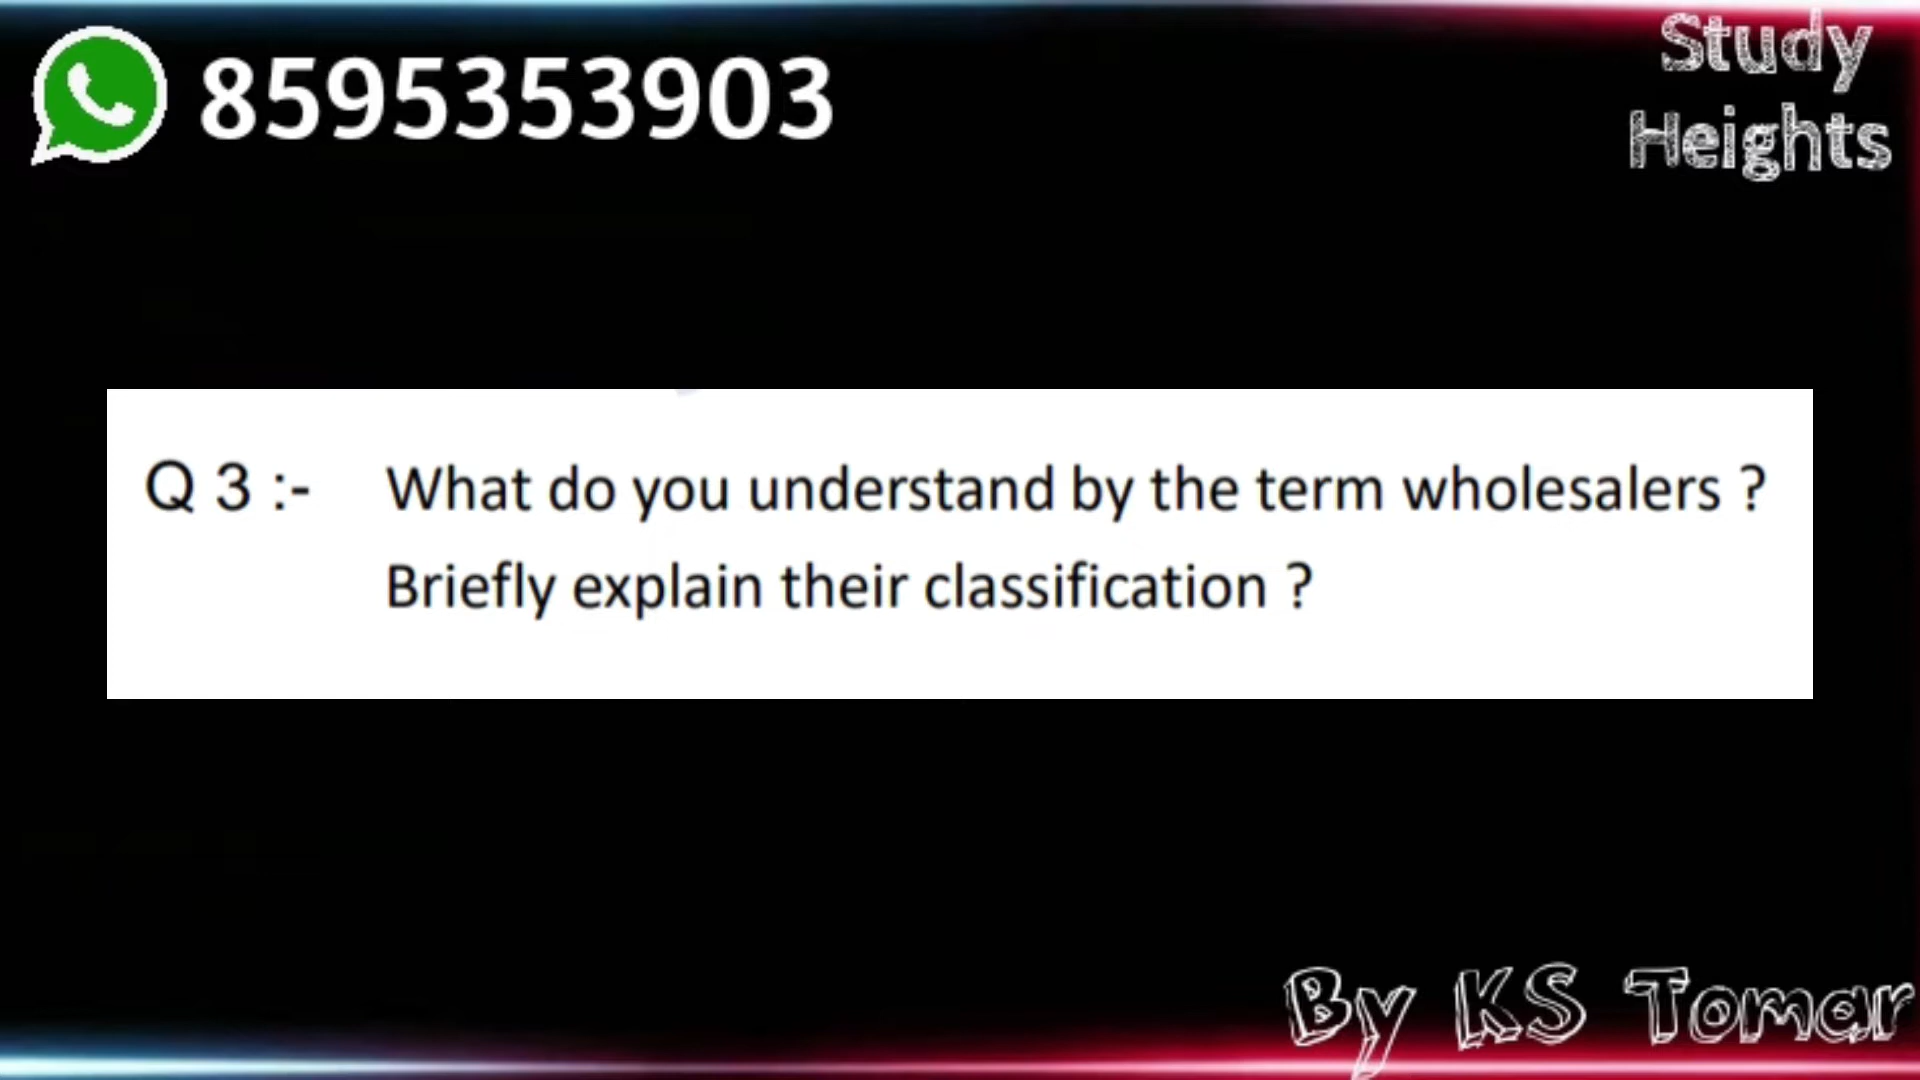 8595353903
Study
Heights
Q 3 :- What do you understand by the term wholesalers ?
Briefly explain their classification ?
By KS Tomar